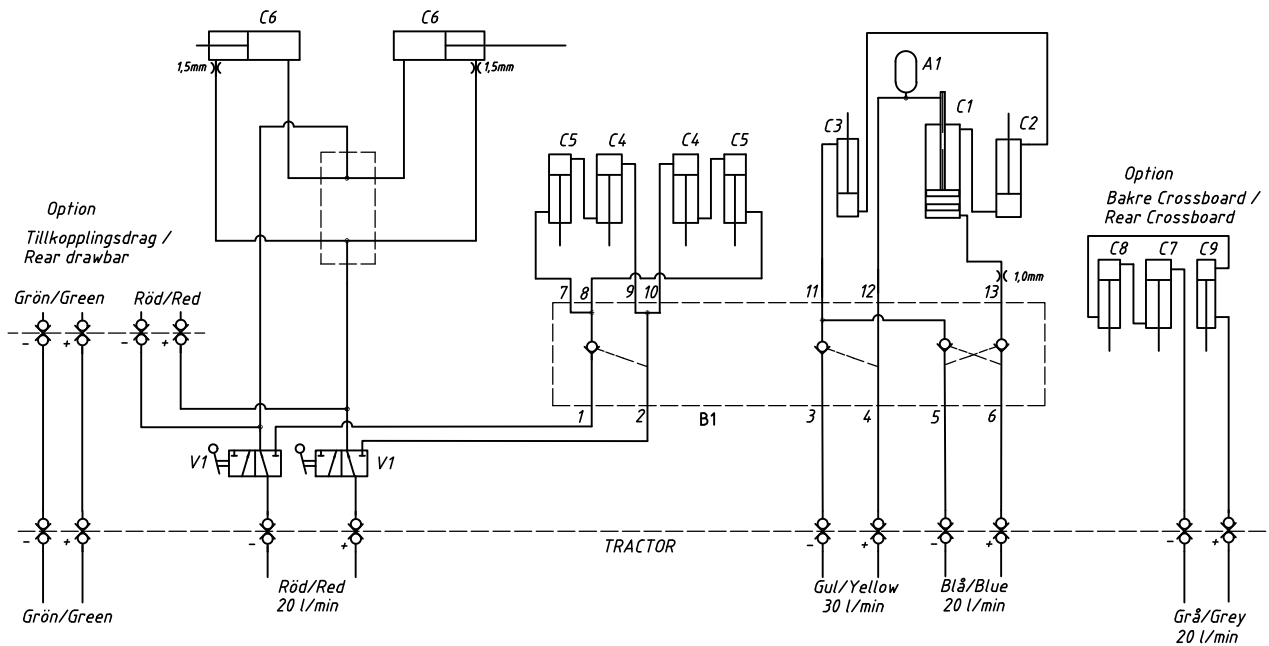 C6
C6
1,5mm
1,5mm
A1
C1
C3
C2
C5
C4
C4
C5
Option
Bakre Crossboard /
Rear Crossboard
Option
Tillkopplingsdrag /
Rear drawbar
C8
C7
C9
1,0mm
Grön/Green
Röd/Red
7
8
9
10
11
12
13
-
+
-
+
1
2
B1
3
4
5
6
V1
V1
-
+
-
+
TRACTOR
-
+
-
+
-
+
Röd/Red
20 l/min
Gul/Yellow
30 l/min
Blå/Blue
20 l/min
Grön/Green
Grå/Grey
20 l/min